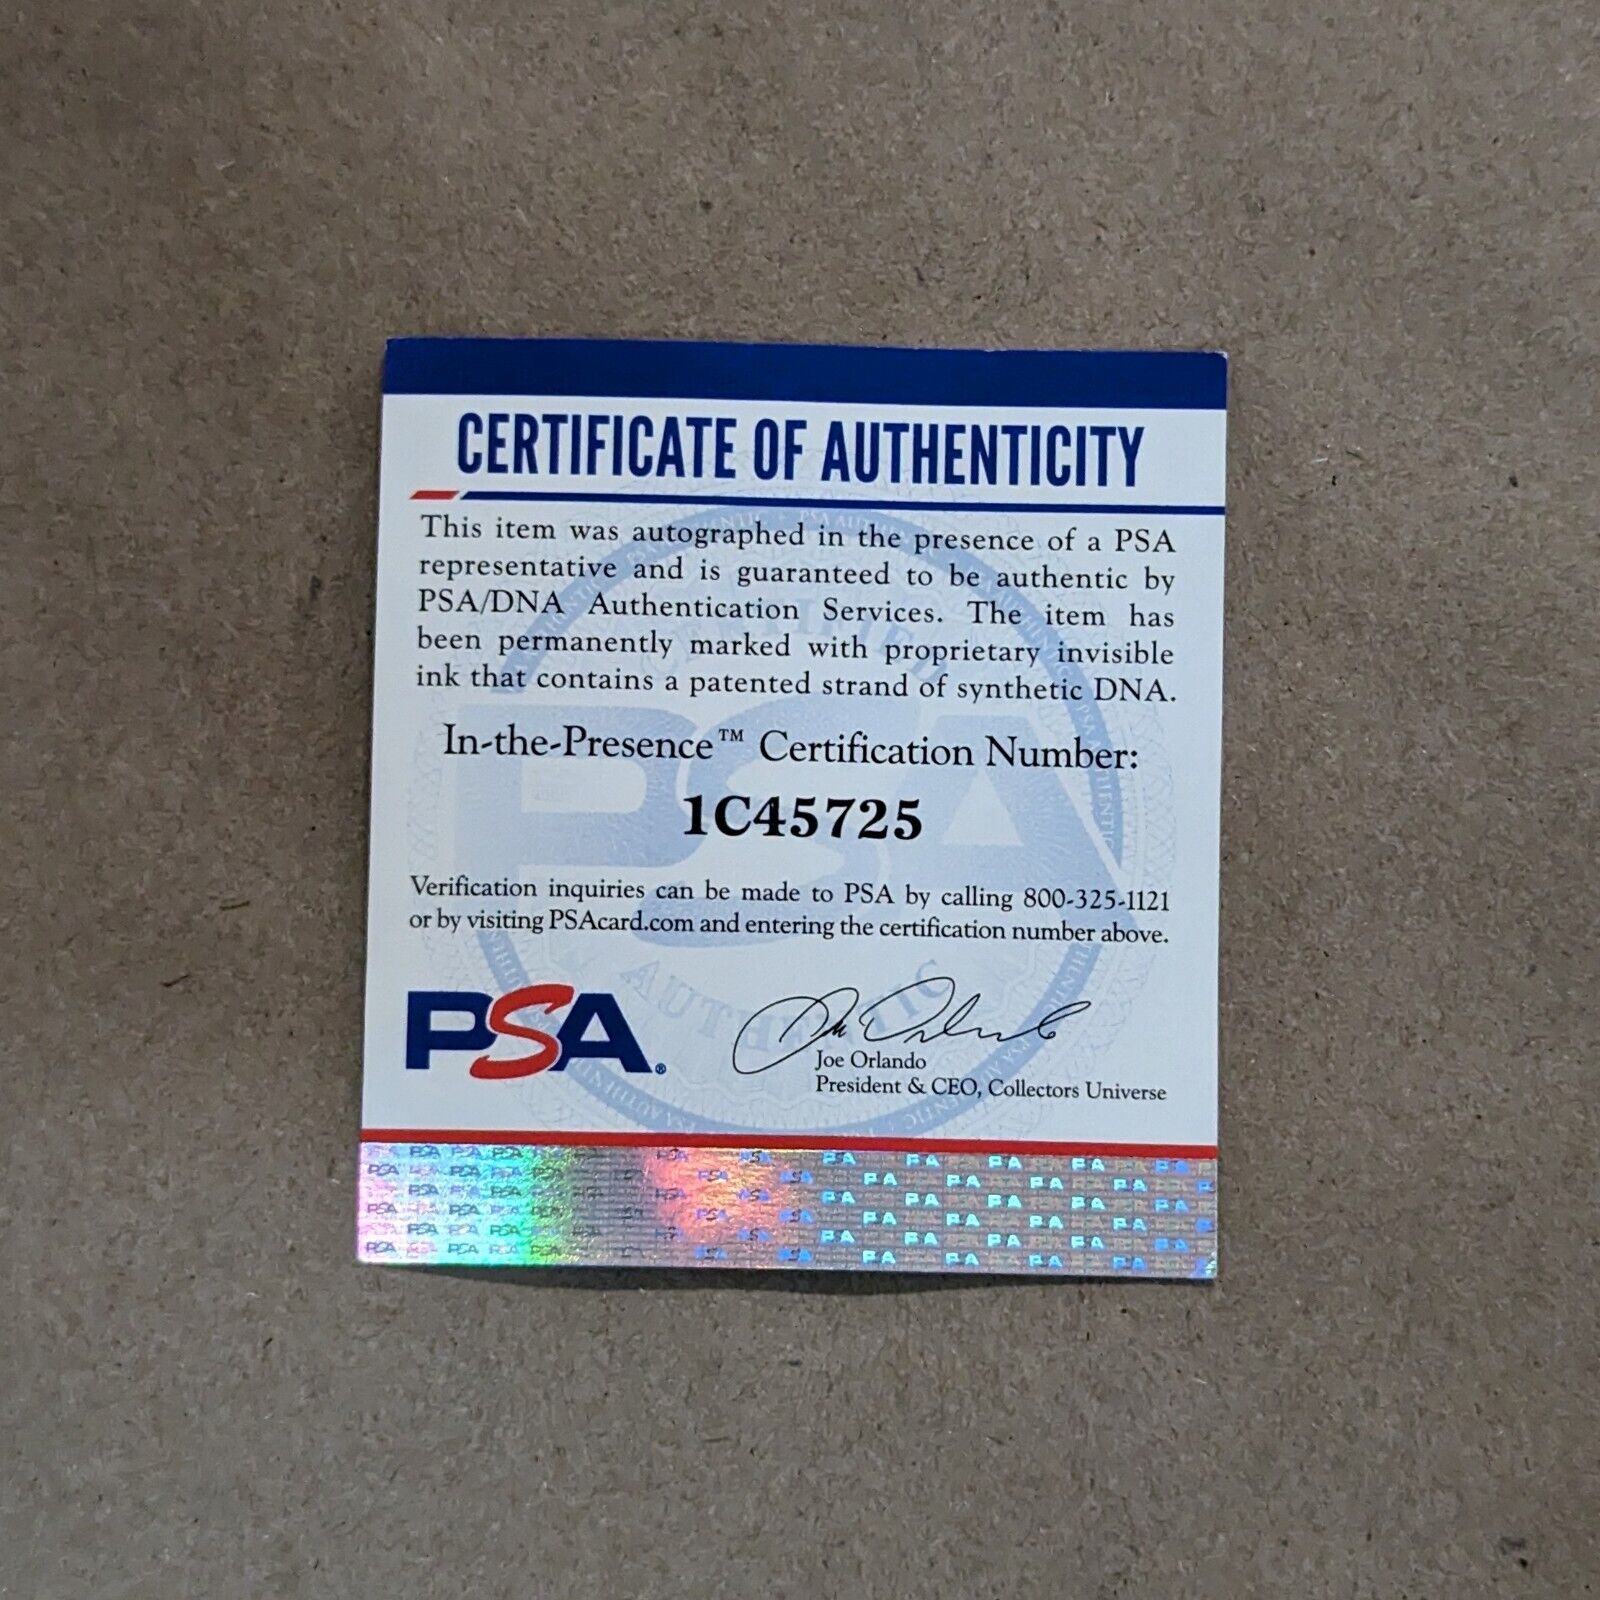 CERTIFICATE OF AUTHENTICITY
This item was autographed in the presence of a PSA
representative and is guaranteed to be authentic by
PSA/DNA Authentication Services. The item has
been permanently marked with proprietary invisible
ink that contains a patented strand of synthetic DNA.
In-the-Presence™ Certification Number:
1C45725
Verification inquiries can be made to PSA by calling 800-325-1121
or by visiting PSAcard.com and entering the certification number above.
PSA®
Joe Orlando
President & CEO, Collectors Universe